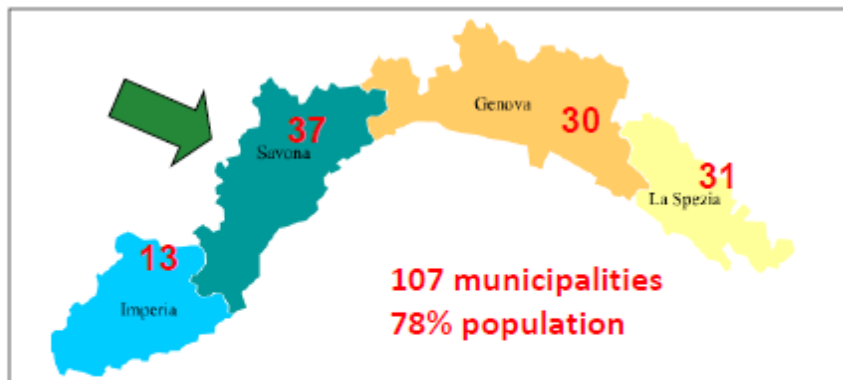 Genova
37
30
Savona
31
La Spezia
13
107 municipalities
Imperia
78% population